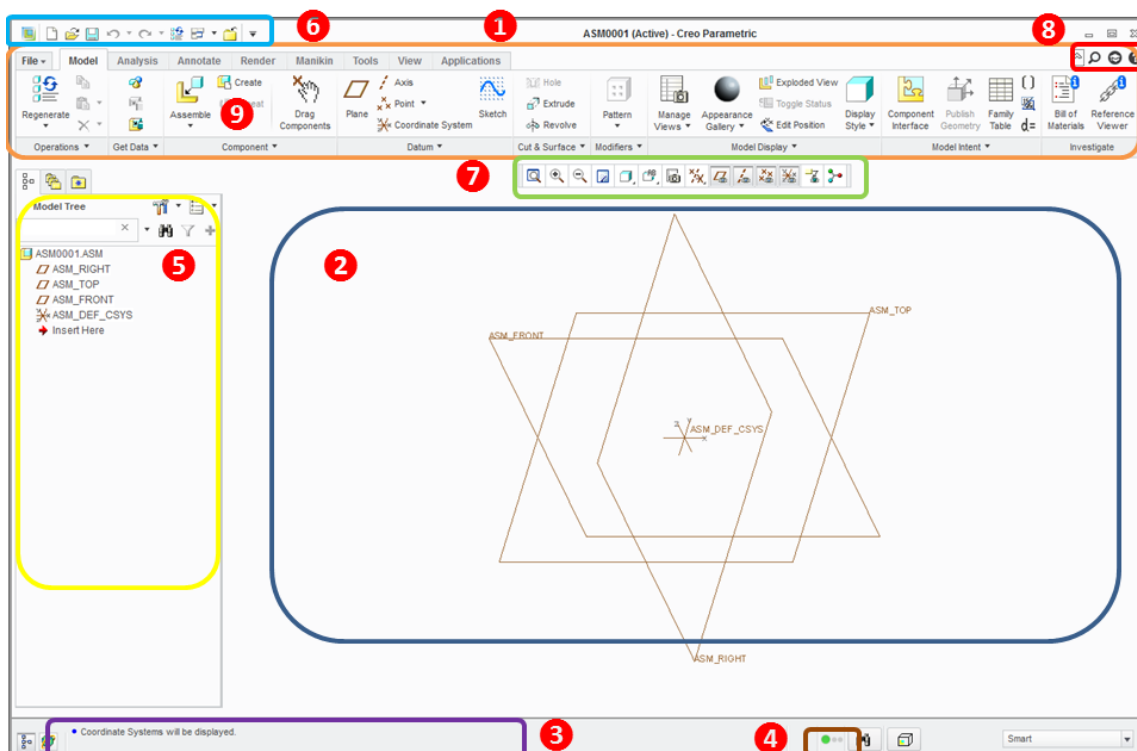 6
1
ASM0001 (Active) - Creo Parametric
8
File Model Analysis Annotate Render Manikin Tools View Applications
Create Axis Hole Exploded View
Point Extrude Toggle Status
Coordinate System Revolve Edit Position
Regenerate Assemble 9 Drag Components Plane Sketch Pattern Manage Views Appearance Gallery Display Style Component Interface Publish Geometry Family Table d= Bill of Materials Reference Viewer
Operations Get Data Component Datum Cut & Surface Modifiers Model Display Model Intent Investigate
7
Model Tree
2
5
ASM0001.ASM
ASM_RIGHT
ASM_TOP
ASM_FRONT
ASM_DEF_CSYS
Insert Here
ASM_TOP
ASM_FRONT
Z Y
ASM_DEF_CSYS
X
ASM_RIGHT
Coordinate Systems will be displayed.
3
4
Smart